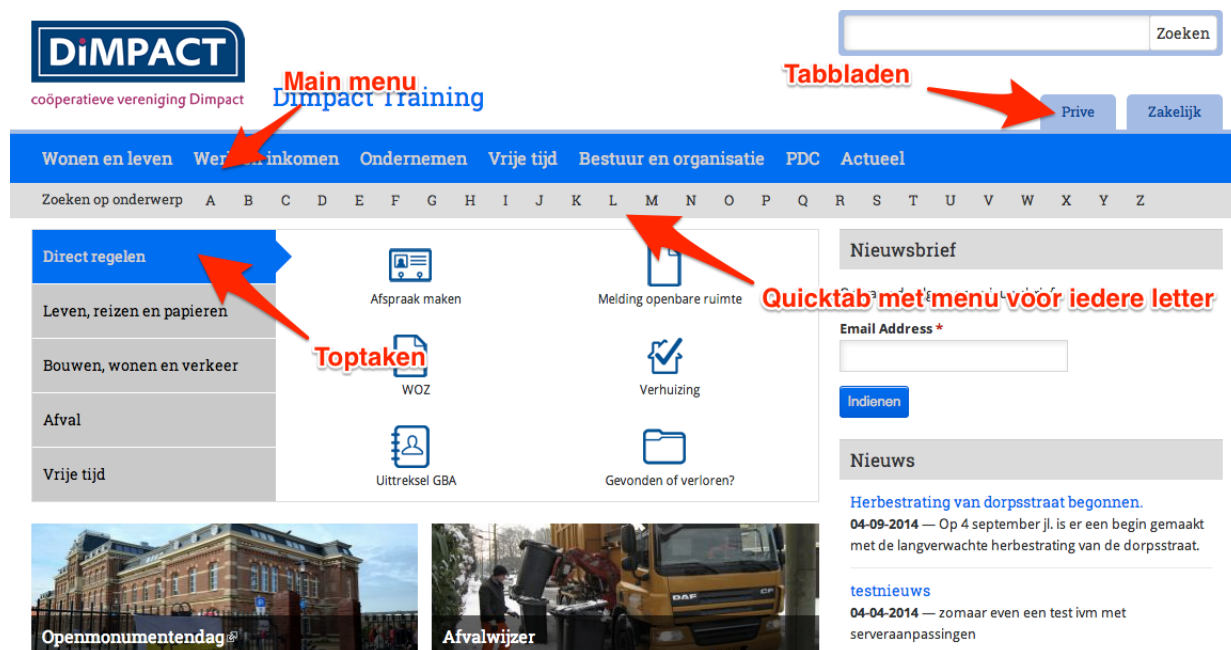 DiMPACT
coöperatieve vereniging Dimpact
Zoeken
Main menu
Dimpact Training
Tabbladen
Prive Zakelijk
Wonen en leven Werk en inkomen Ondernemen Vrije tijd Bestuur en organisatie PDC Actueel
Zoeken op onderwerp A B C D E F G H I J K L M N O P Q R S T U V W X Y Z
Direct regelen
Leven, reizen en papieren
Bouwen, wonen en verkeer
Afval
Vrije tijd
Toptaken
Afspraak maken
Melding openbare ruimte
WOZ
Verhuizing
Uittreksel GBA
Gevonden of verloren?
Quicktab met menu voor iedere letter
Nieuwsbrief
Email Address *
Indienen
Nieuws
Herbestrating van dorpsstraat begonnen.
04-09-2014 — Op 4 september jl. is er een begin gemaakt
met de langverwachte herbestrating van de dorpsstraat.
testnieuws
04-04-2014 — zomaar even een test ivm met
serveraanpassingen
Openmonumentendag
Afvalwijzer
DAF CF